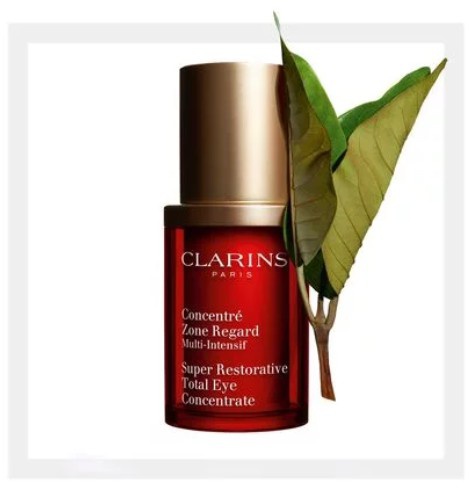 CLARINS
PARIS
Concentré
Zone Regard
Multi-Intensif
Super Restorative
Total Eye
Concentrate